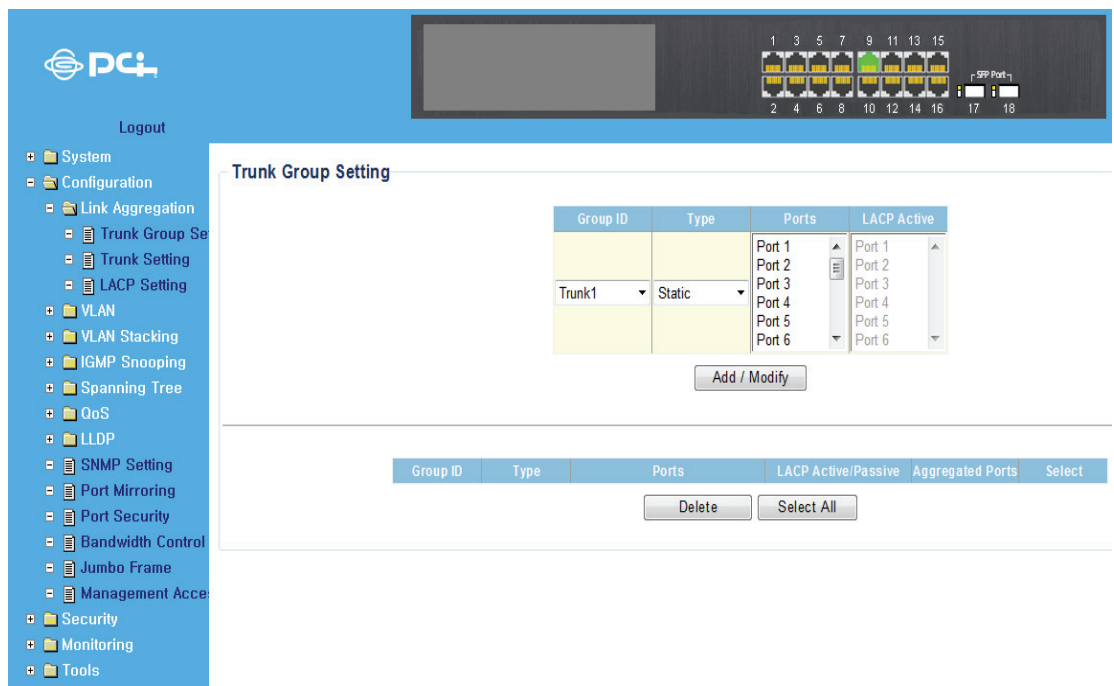 PCi
1 3 5 7 9 11 13 15
SFP Port
2 4 6 8 10 12 14 16 17 18
Logout
System
Configuration
Link Aggregation
Trunk Group Se
Trunk Setting
LACP Setting
VLAN
VLAN Stacking
IGMP Snooping
Spanning Tree
QoS
LLDP
SNMP Setting
Port Mirroring
Port Security
Bandwidth Control
Jumbo Frame
Management Acce
Security
Monitoring
Tools
Trunk Group Setting
Group ID Type Ports LACP Active
Trunk1 Static
Port 1 Port 1
Port 2 Port 2
Port 3 Port 3
Port 4 Port 4
Port 5 Port 5
Port 6 Port 6
Add / Modify
Group ID Type Ports LACP Active/Passive Aggregated Ports Select
Delete Select All